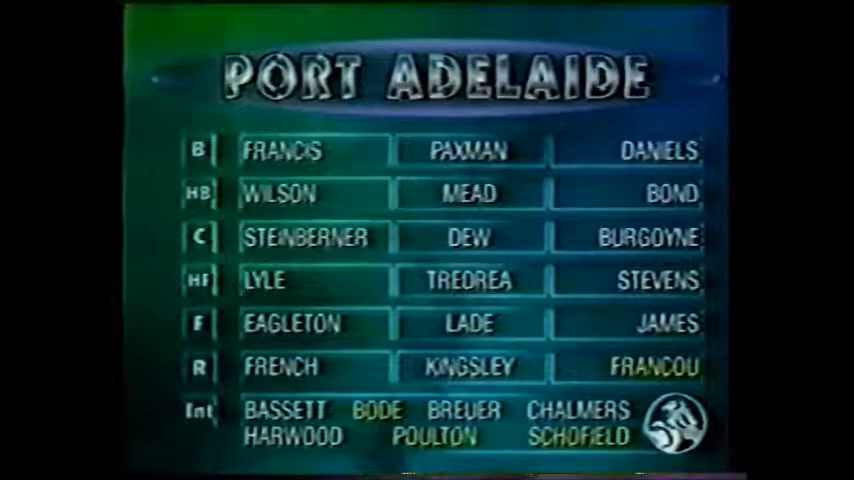 PORT ADELAIDE
B FRANCIS PAXMAN DANIELS
HB WILSON MEAD BOND
C STEINBERNER DEW BURGOYNE
HF LYLE TREDREA STEVENS
F EAGLETON LADE JAMES
R FRENCH KINGSLEY FRANCOU
Int BASSETT BODE BREUER CHALMERS
HARWOOD POULTON SCHOFIELD